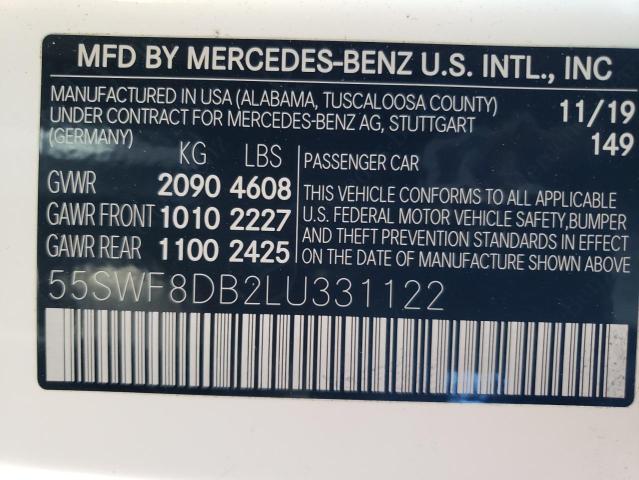 MFD BY MERCEDES-BENZ U.S. INTL., INC
MANUFACTURED IN USA (ALABAMA, TUSCALOOSA COUNTY) 11/19
UNDER CONTRACT FOR MERCEDES-BENZ AG, STUTTGART 149
(GERMANY)
KG LBS
PASSENGER CAR
GVWR 2090 4608
GAWR FRONT 1010 2227
GAWR REAR 1100 2425
THIS VEHICLE CONFORMS TO ALL APPLICABLE
U.S. FEDERAL MOTOR VEHICLE SAFETY,BUMPER
AND THEFT PREVENTION STANDARDS IN EFFECT
ON THE DATE OF MANUFACTURE SHOWN ABOVE.
55SWF8DB2LU331122